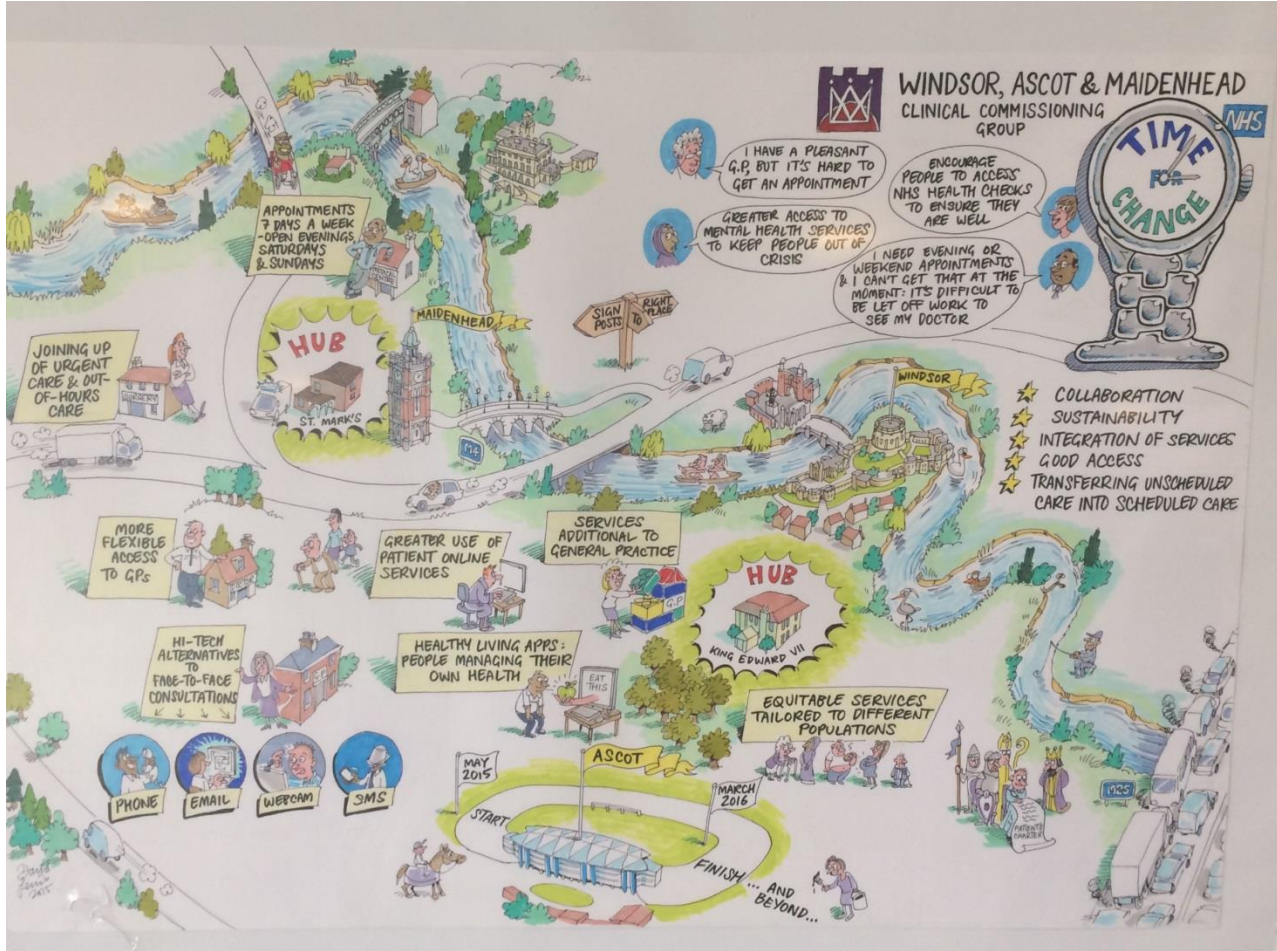 WINDSOR, ASCOT & MAIDENHEAD
CLINICAL COMMISSIONING
GROUP
NHS
TIME
FOR
CHANGE
I HAVE A PLEASANT
G.P, BUT IT'S HARD TO
GET AN APPOINTMENT
ENCOURAGE
PEOPLE TO ACCESS
NHS HEALTH CHECKS
TO ENSURE THEY
ARE WELL
GREATER ACCESS TO
MENTAL HEALTH SERVICES
TO KEEP PEOPLE OUT OF
CRISIS
I NEED EVENING OR
WEEKEND APPOINTMENTS
& I CAN'T GET THAT AT THE
MOMENT: IT'S DIFFICULT TO
BE LET OFF WORK TO
SEE MY DOCTOR
APPOINTMENTS
7 DAYS A WEEK
-OPEN EVENINGS,
SATURDAYS
& SUNDAYS
MEDICAL
CENTRE
MAIDENHEAD
SIGN
POSTS
TO
RIGHT
PLACE
HUB
ST. MARK'S
JOINING UP
OF URGENT
CARE & OUT-
OF-HOURS
CARE
SURGERY
M4
WINDSOR
COLLABORATION
SUSTAINABILITY
INTEGRATION OF SERVICES
GOOD ACCESS
TRANSFERRING UNSCHEDULED
CARE INTO SCHEDULED CARE
MORE
FLEXIBLE
ACCESS
TO GPs
GREATER USE OF
PATIENT ONLINE
SERVICES
SERVICES
ADDITIONAL TO
GENERAL PRACTICE
G.P
HUB
KING EDWARD VII
HI-TECH
ALTERNATIVES
TO
FACE-TO-FACE
CONSULTATIONS
HEALTHY LIVING APPS:
PEOPLE MANAGING THEIR
OWN HEALTH
EAT
THIS
EQUITABLE SERVICES
TAILORED TO DIFFERENT
POPULATIONS
PHONE
EMAIL
WEBCAM
SMS
MAY
2015
ASCOT
MARCH
2016
START
FINISH
...AND
BEYOND...
PATIENTS
CHARTER
M25
2015